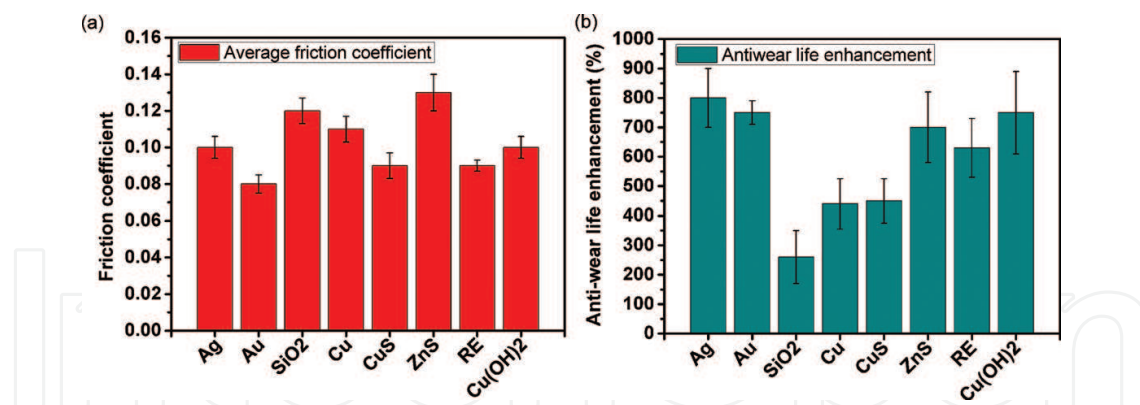 (a)
Average friction coefficient
Friction coefficient
0.16
0.14
0.12
0.10
0.08
0.06
0.04
0.02
0.00
Ag
Au
SiO2
Cu
CuS
ZnS
RE
Cu(OH)2
(b)
Antiwear life enhancement
Anti-wear life enhancement (%)
1000
900
800
700
600
500
400
300
200
100
0
Ag
Au
SiO2
Cu
CuS
ZnS
RE
Cu(OH)2